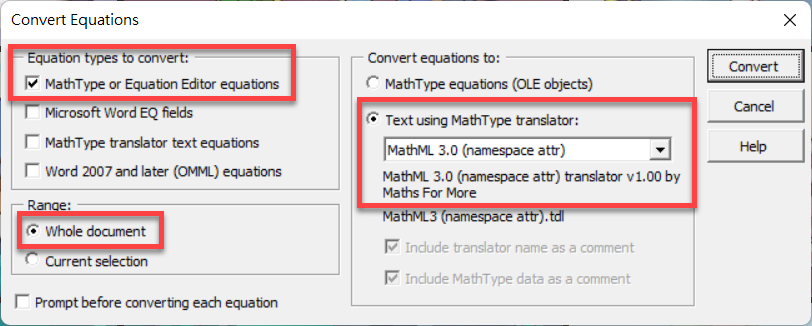 Convert Equations
Equation types to convert:
MathType or Equation Editor equations
Microsoft Word EQ fields
MathType translator text equations
Word 2007 and later (OMML) equations
Range:
Whole document
Current selection
Prompt before converting each equation
Convert equations to:
MathType equations (OLE objects)
Text using MathType translator:
MathML 3.0 (namespace attr)
MathML 3.0 (namespace attr) translator v1.00 by
Maths For More
MathML3 (namespace attr).tdl
Include translator name as a comment
Include MathType data as a comment
Convert
Cancel
Help